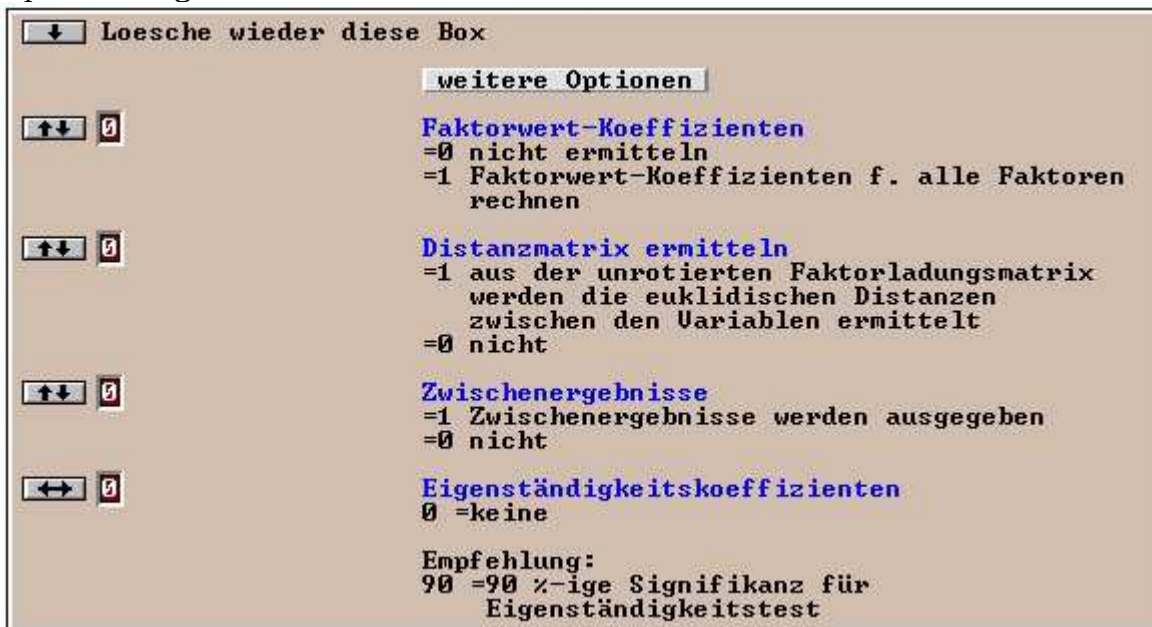 Loesche wieder diese Box
weitere Optionen
0 Faktorwert-Koeffizienten
=0 nicht ermitteln
=1 Faktorwert-Koeffizienten f. alle Faktoren
rechnen
0 Distanzmatrix ermitteln
=1 aus der unrotierten Faktorladungsmatrix
werden die euklidischen Distanzen
zwischen den Variablen ermittelt
=0 nicht
0 Zwischenergebnisse
=1 Zwischenergebnisse werden ausgegeben
=0 nicht
0 Eigenständigkeitskoeffizienten
0 =keine
Empfehlung:
90 =90 %-ige Signifikanz für
Eigenständigkeitstest